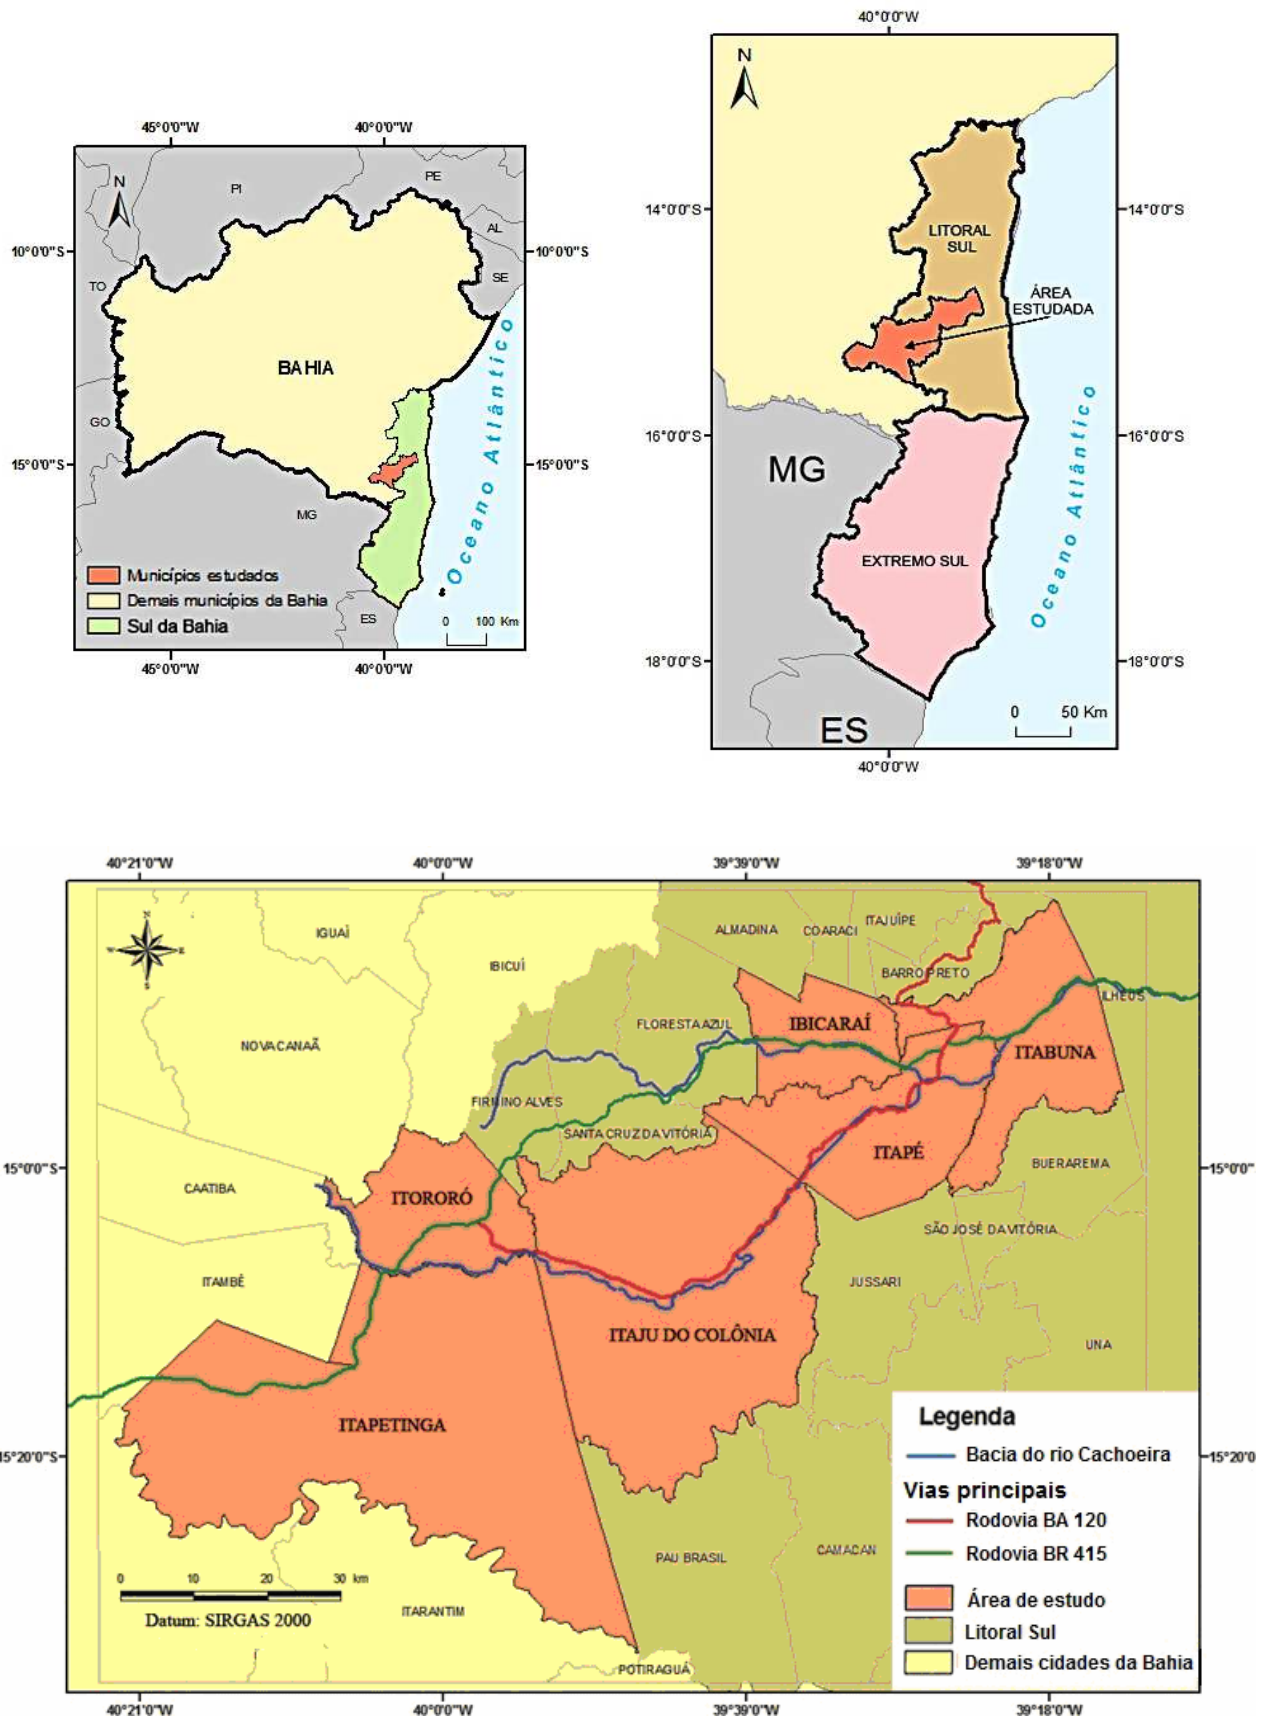 45°0'0"W
40°0'0"W
N
PI
PE
AL
SE
10°0'0"S
10°0'0"S
TO
BAHIA
GO
15°0'0"S
15°0'0"S
MG
Oceano Atlântico
Municípios estudados
Demais municípios da Bahia
Sul da Bahia
ES
0 100 Km
45°0'0"W
40°0'0"W
40°0'0"W
N
14°0'0"S
14°0'0"S
LITORAL
SUL
ÁREA
ESTUDADA
16°0'0"S
16°0'0"S
MG
EXTREMO SUL
Oceano Atlântico
18°0'0"S
18°0'0"S
0 50 Km
ES
40°0'0"W
40°21'0"W
40°0'0"W
39°39'0"W
39°18'0"W
IGUAÍ
IBICUÍ
ALMADINA
COARACI
ITAJUÍPE
BARRO PRETO
ILHÉUS
NOVA CANAÃ
FLORESTA AZUL
IBICARAÍ
ITABUNA
FIRMINO ALVES
SANTA CRUZ DA VITÓRIA
ITAPÉ
BUERAREMA
15°0'0"S
15°0'0"
CAATIBA
ITORORÓ
SÃO JOSÉ DA VITÓRIA
ITAMBÉ
JUSSARI
ITAJU DO COLÔNIA
UNA
ITAPETINGA
15°20'0"S
15°20'0
PAU BRASIL
CAMACAN
ITARANTIM
POTIRAGUÁ
0 10 20 30 km
Datum: SIRGAS 2000
Legenda
Bacia do rio Cachoeira
Vias principais
Rodovia BA 120
Rodovia BR 415
Área de estudo
Litoral Sul
Demais cidades da Bahia
40°21'0"W
40°0'0"W
39°39'0"W
39°18'0"W